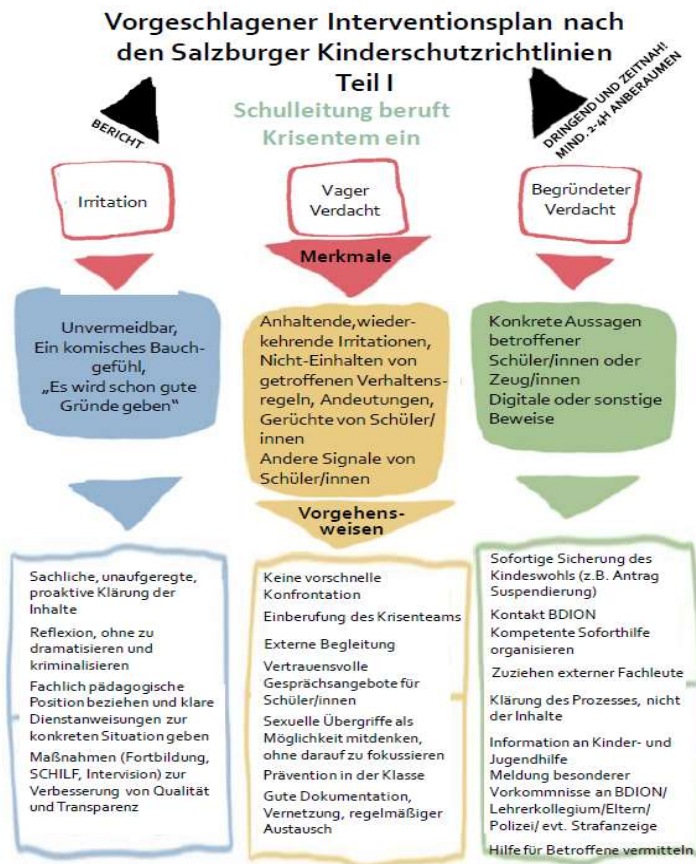 Vorgeschlagener Interventionsplan nach
den Salzburger Kinderschutzrichtlinien
Teil I
Schulleitung beruft
Krisentem ein
BERICHT
DRINGEND UND ZEITNAH!
MIND. 2-4H ANBERAUMEN
Irritation
Vager
Verdacht
Begründeter
Verdacht
Merkmale
Unvermeidbar,
Ein komisches Bauch-
gefühl,
„Es wird schon gute
Gründe geben“
Anhaltende,wieder-
kehrende Irritationen,
Nicht-Einhalten von
getroffenen Verhaltens-
regeln, Andeutungen,
Gerüchte von Schüler/
innen
Andere Signale von
Schüler/innen
Konkrete Aussagen
betroffener
Schüler/innen oder
Zeug/innen
Digitale oder sonstige
Beweise
Vorgehens-
weisen
Sachliche, unaufgeregte,
proaktive Klärung der
Inhalte
Reflexion, ohne zu
dramatisieren und
kriminalisieren
Fachlich pädagogische
Position beziehen und klare
Dienstanweisungen zur
konkreten Situation geben
Maßnahmen (Fortbildung,
SCHILF, Intervision) zur
Verbesserung von Qualität
und Transparenz
Keine vorschnelle
Konfrontation
Einberufung des Krisenteams
Externe Begleitung
Vertrauensvolle
Gesprächsangebote für
Schüler/innen
Sexuelle Übergriffe als
Möglichkeit mitdenken,
ohne darauf zu fokussieren
Prävention in der Klasse
Gute Dokumentation,
Vernetzung, regelmäßiger
Austausch
Sofortige Sicherung des
Kindeswohls (z.B. Antrag
Suspendierung)
Kontakt BDION
Kompetente Soforthilfe
organisieren
Zuziehen externer Fachleute
Klärung des Prozesses, nicht
der Inhalte
Information an Kinder- und
Jugendhilfe
Meldung besonderer
Vorkommnisse an BDION/
Lehrerkollegium/Eltern/
Polizei/ evt. Strafanzeige
Hilfe für Betroffene vermitteln